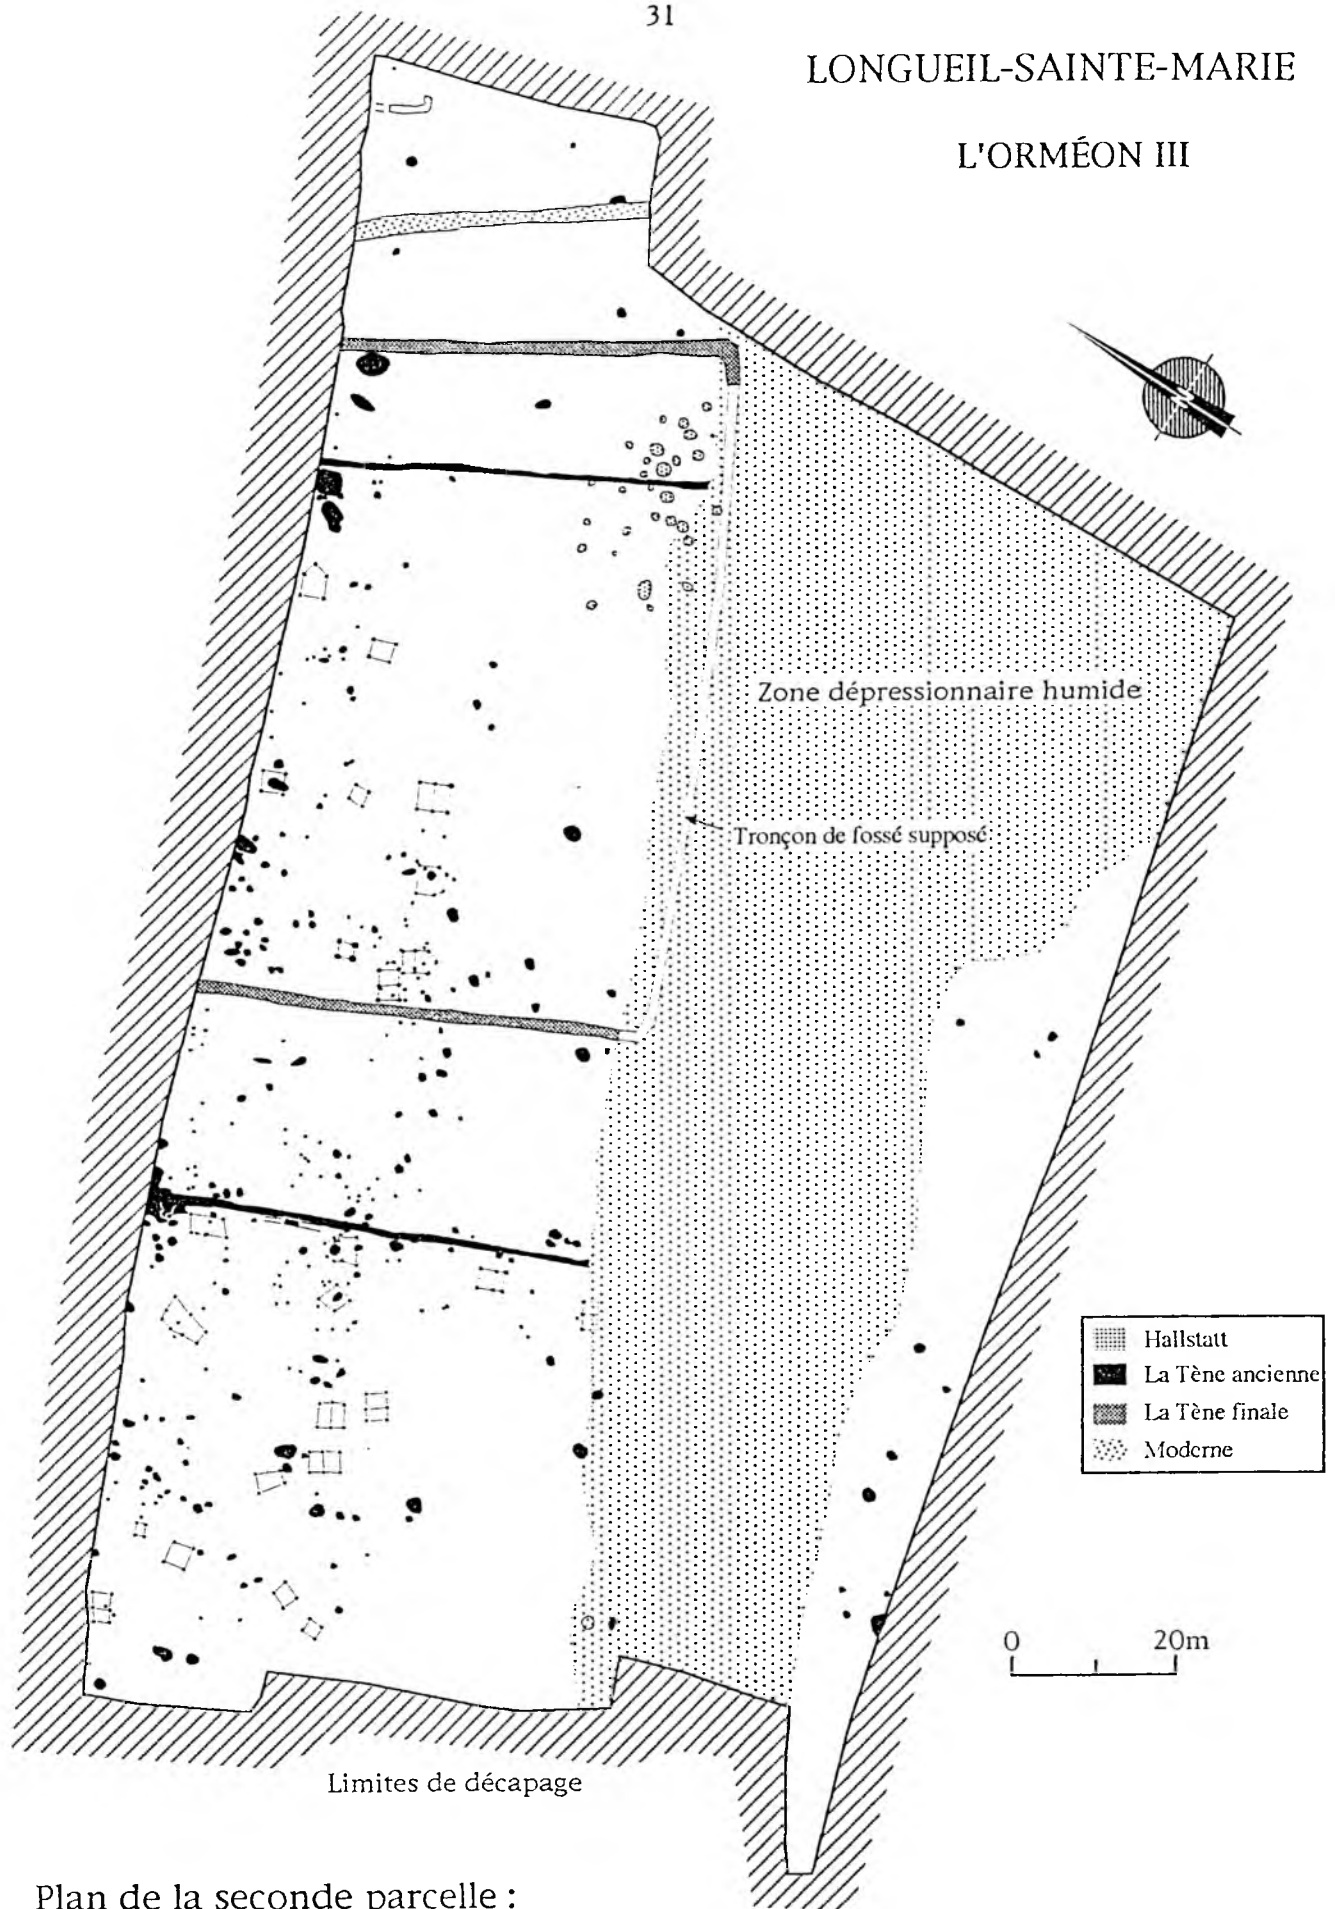 31
LONGUEIL-SAINTE-MARIE
L'ORMÉON III
N
Zone dépressionnaire humide
Tronçon de fossé supposé
Hallstatt
La Tène ancienne
La Tène finale
Moderne
0 20m
Limites de décapage
Plan de la seconde parcelle :